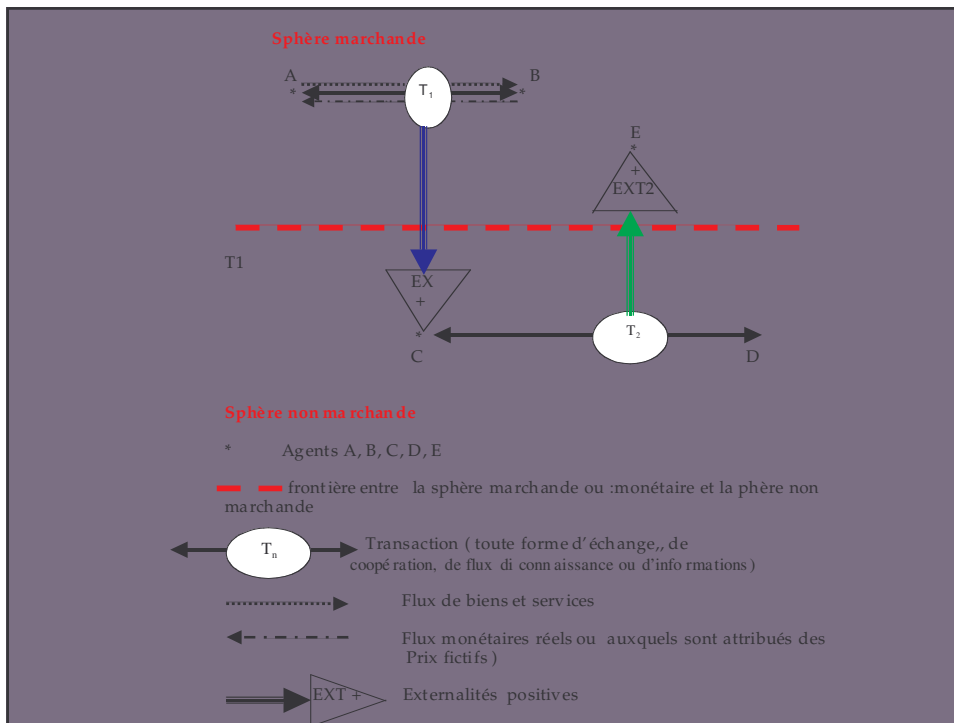 Sphère marchande
A
B
*
T1
*
E
*
+
EXT2
T1
EX
+
*
C
T2
D
Sphère non marchande
* Agents A, B, C, D, E
frontière entre la sphère marchande ou :monétaire et la phère non
marchande
Tn
Transaction ( toute forme d'échange,, de
coopération, de flux di connaissance ou d'informations)
Flux de biens et services
Flux monétaires réels ou auxquels sont attribués des
Prix fictifs )
EXT +
Externalités positives